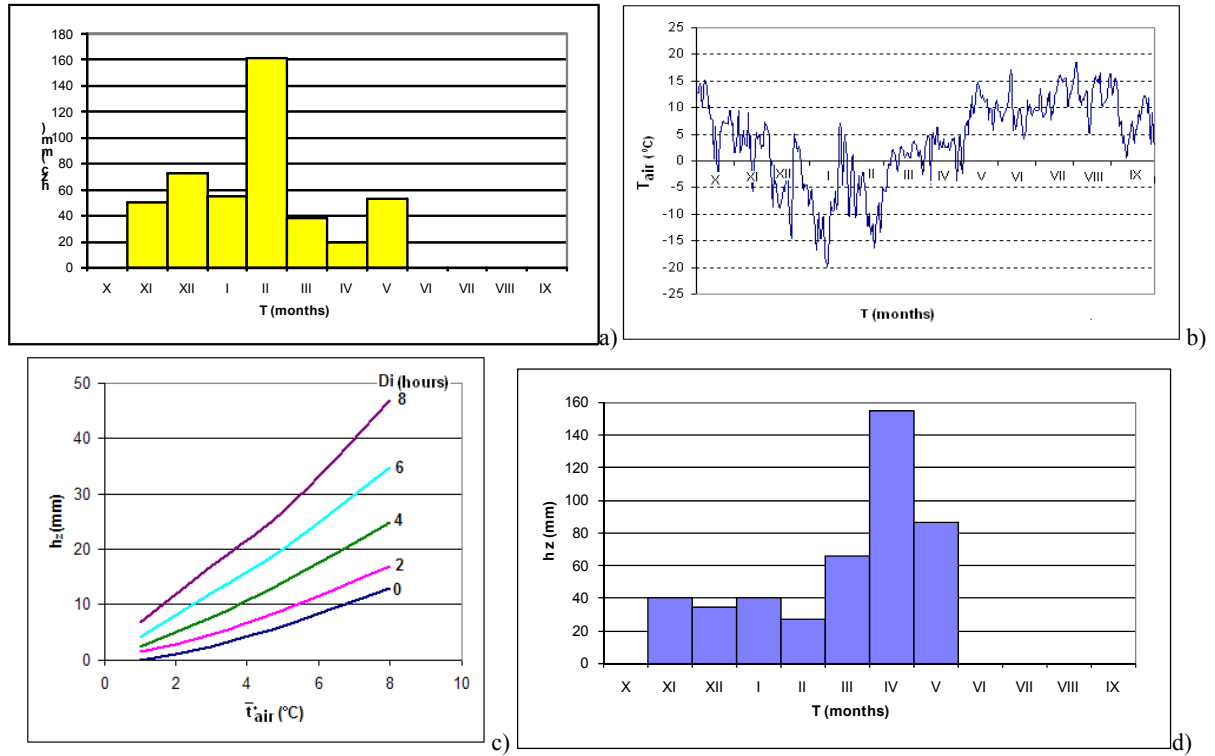 180
160
140
120
100
80
60
40
20
0
X XI XII I II III IV V VI VII VIII IX
T (months)
a)
25
20
15
10
5
0
-5
-10
-15
-20
-25
Tair (⁰C)
X XI XII I II III IV V VI VII VIII IX
T (months)
b)
50
40
30
20
10
0
hz (mm)
Di (hours)
8
6
4
2
0
0 2 4 6 8 10
t̄⁺air (°C)
c)
160
140
120
100
80
60
40
20
0
h z (mm)
X XI XII I II III IV V VI VII VIII IX
T (months)
d)